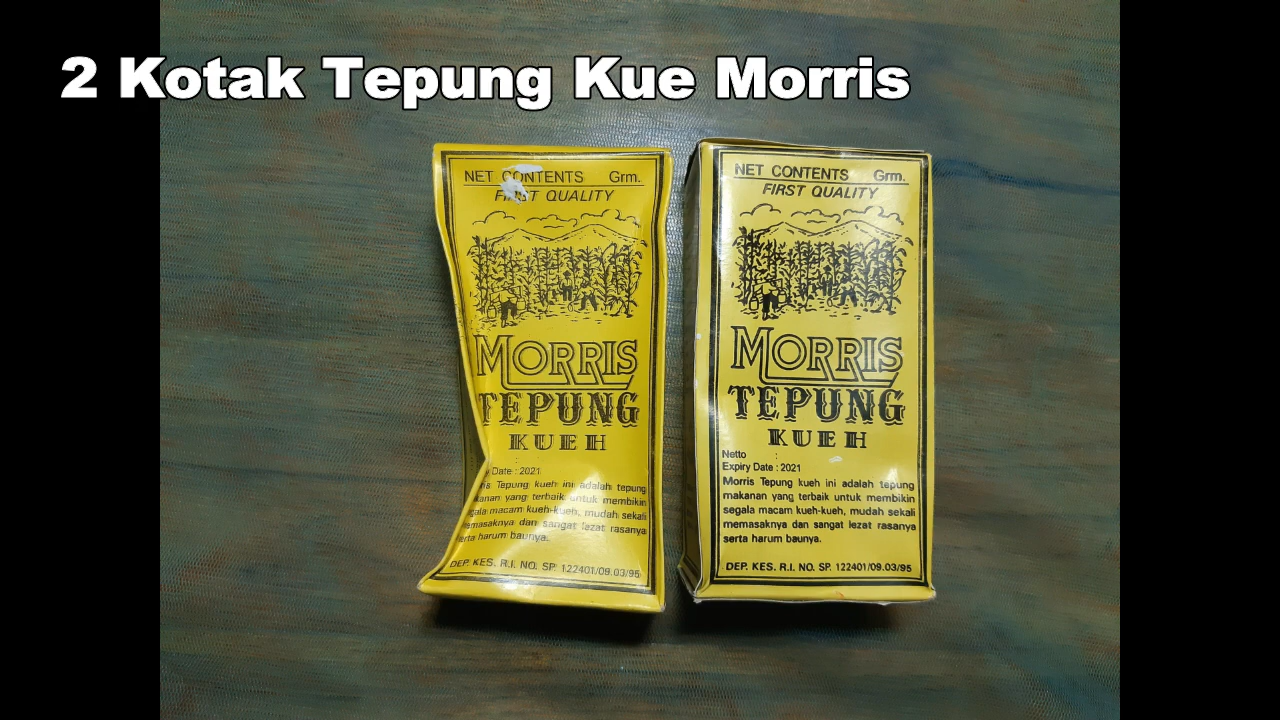 2 Kotak Tepung Kue Morris
NET CONTENTS Grm.
FIRST QUALITY
MORRIS
TEPUNG
KUEH
Date : 2021
Tepung kueh ini adalah tepung
makanan yang terbaik untuk membikin
segala macam kueh-kueh, mudah sekali
memasaknya dan sangat lezat rasanya
serta harum baunya.
DEP. KES. R.I. NO. SP. 122401/09.03/95
NET CONTENTS Grm.
FIRST QUALITY
MORRIS
TEPUNG
KUEH
Netto :
Expiry Date : 2021
Morris Tepung kueh ini adalah tepung
makanan yang terbaik untuk membikin
segala macam kueh-kueh, mudah sekali
memasaknya dan sangat lezat rasanya
serta harum baunya.
DEP. KES. R.I. NO. SP. 122401/09.03/95